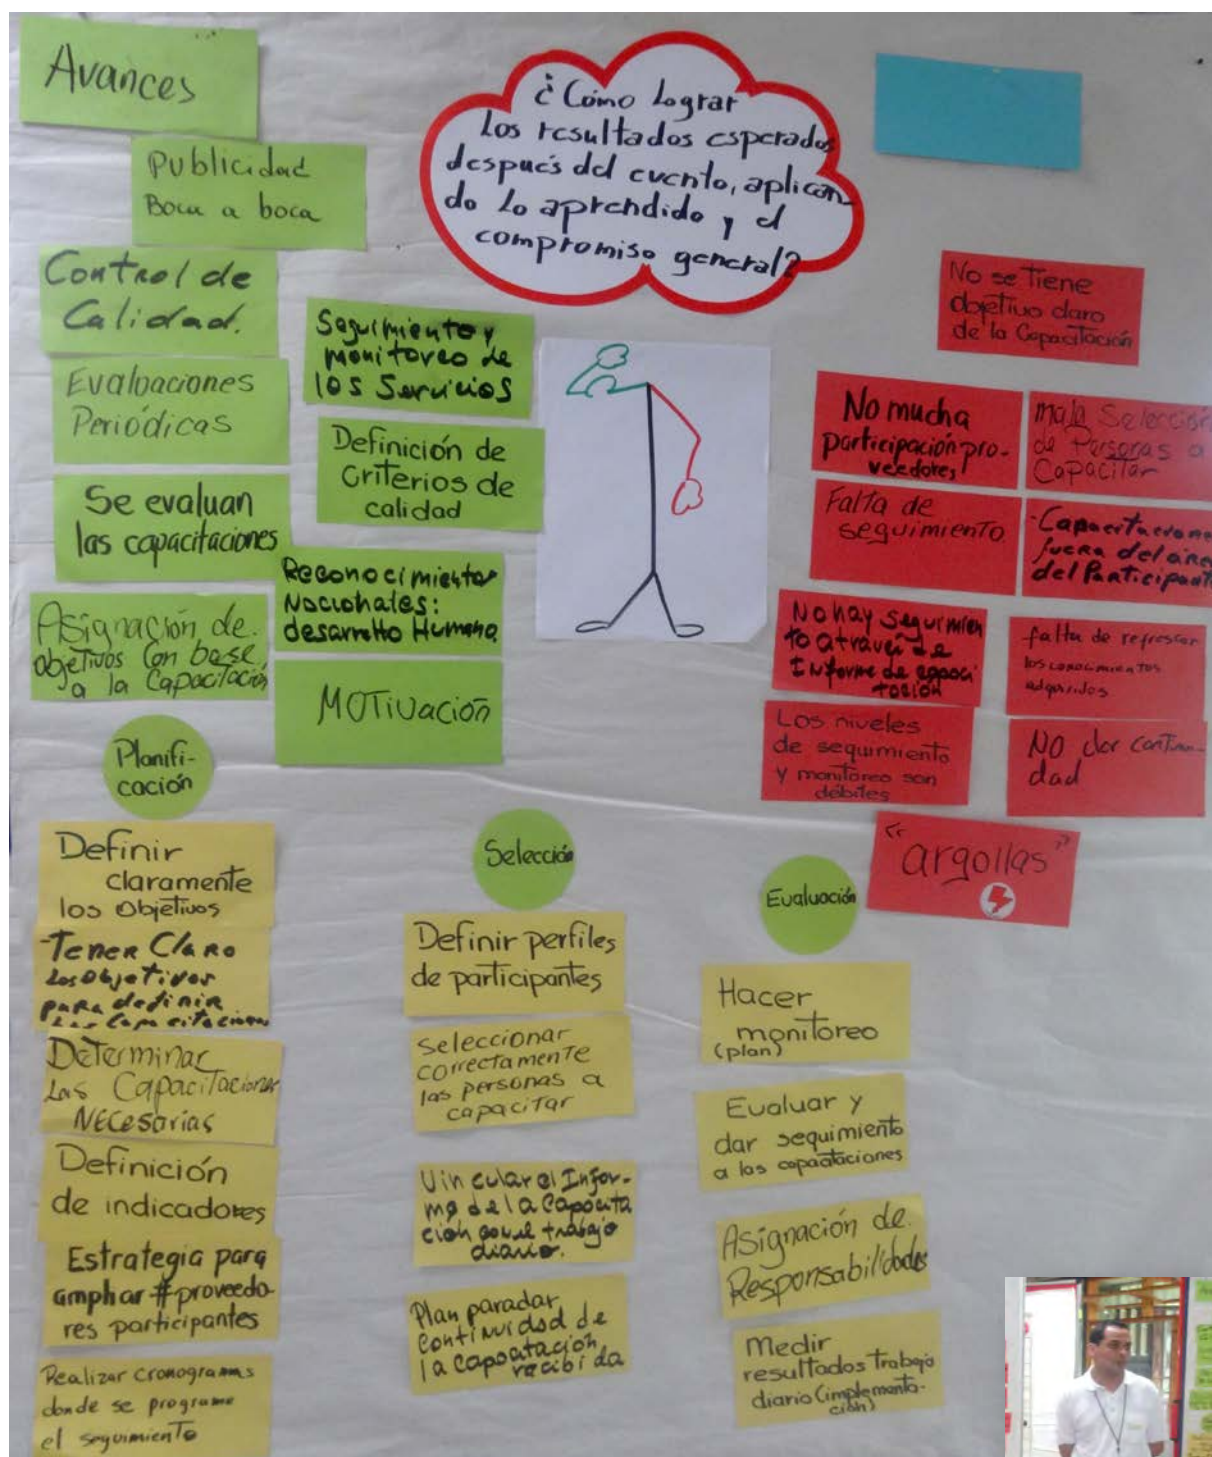 Avances
Publicidad
Boca a boca
Control de
Calidad.
Evaluaciones
Periódicas
Se evaluan
las capacitaciones
Asignación de
objetivos con base
a la Capacitación
Seguimiento y
monitoreo de
los Servicios
Definición de
Criterios de
calidad
Reconocimientos
Nacionales:
desarrollo Humano
MOTIVACIón
¿Cómo Lograr
Los resultados esperados
después del evento, aplican_
do Lo aprendido y el
compromiso general?
No se Tiene
objetivo claro
de la Capacitación
No mucha
participación pro-
veedores
mala Selección
de Personas a
Capacitar
Falta de
seguimiento.
-Capacitaciones
fuera del área
del Participante
No hay seguimien
to através de
Informe de capaci
tación
falta de refrescar
los conocimientos
adquiridos
Los niveles
de seguimiento
y monitoreo son
débiles
NO dar continui-
dad
"argollas"
Planifi-
cación
Definir
claramente
los Objetivos
-Tener Claro
Los objetivos
para definir
Las Capacitaciones
Determinar
Las Capacitaciones
NECesarias
Definición
de indicadores
Estrategia para
ampliar # proveedo-
res participantes
Realizar cronogramas
donde se programe
el seguimiento
Selección
Definir perfiles
de participantes
Seleccionar
correctamente
las personas a
capacitar
Vincular el Infor-
me de la Capacita
ción con el trabajo
diario.
Plan para dar
Continuidad de
la capacitación
recibida
Evaluación
Hacer
monitoreo
(plan)
Evaluar y
dar seguimiento
a las capacitaciones
Asignación de
Responsabilidades
Medir
resultados Trabajo
diario (implementa-
ción)